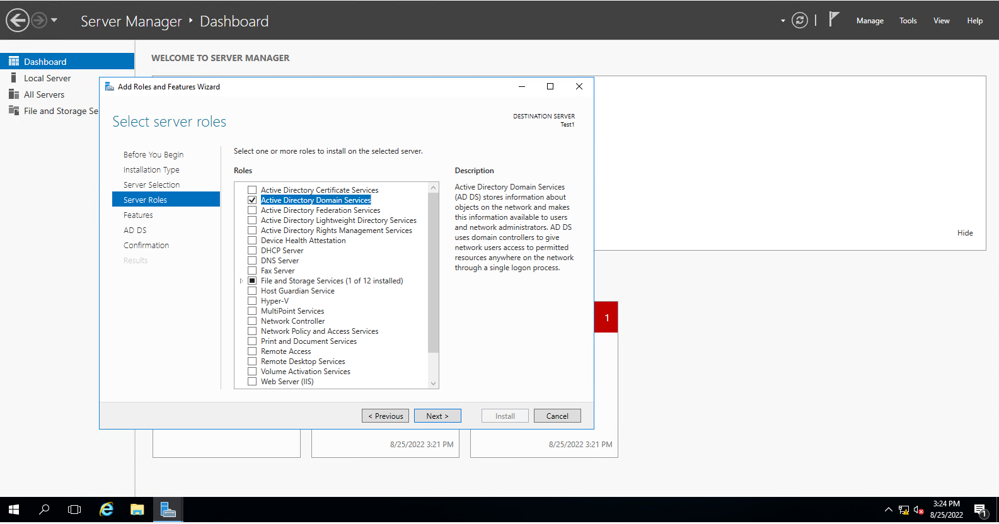 Server Manager ‣ Dashboard
Manage
Tools
View
Help
Dashboard
Local Server
All Servers
File and Storage Se
WELCOME TO SERVER MANAGER
Add Roles and Features Wizard
Select server roles
DESTINATION SERVER
Test1
Before You Begin
Installation Type
Server Selection
Server Roles
Features
AD DS
Confirmation
Results
Select one or more roles to install on the selected server.
Roles
Active Directory Certificate Services
Active Directory Domain Services
Active Directory Federation Services
Active Directory Lightweight Directory Services
Active Directory Rights Management Services
Device Health Attestation
DHCP Server
DNS Server
Fax Server
File and Storage Services (1 of 12 installed)
Host Guardian Service
Hyper-V
MultiPoint Services
Network Controller
Network Policy and Access Services
Print and Document Services
Remote Access
Remote Desktop Services
Volume Activation Services
Web Server (IIS)
Description
Active Directory Domain Services
(AD DS) stores information about
objects on the network and makes
this information available to users
and network administrators. AD DS
uses domain controllers to give
network users access to permitted
resources anywhere on the network
through a single logon process.
< Previous
Next >
Install
Cancel
Hide
1
8/25/2022 3:21 PM
8/25/2022 3:21 PM
3:24 PM
8/25/2022
1